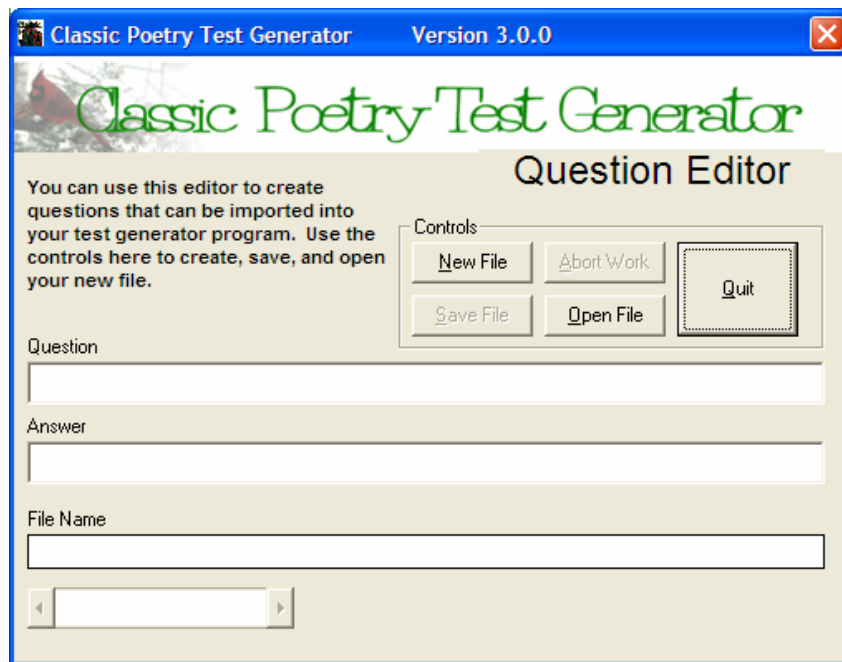 Classic Poetry Test Generator Version 3.0.0
Classic Poetry Test Generator
Question Editor
You can use this editor to create
questions that can be imported into
your test generator program. Use the
controls here to create, save, and open
your new file.
Controls
New File
Abort Work
Quit
Save File
Open File
Question
Answer
File Name